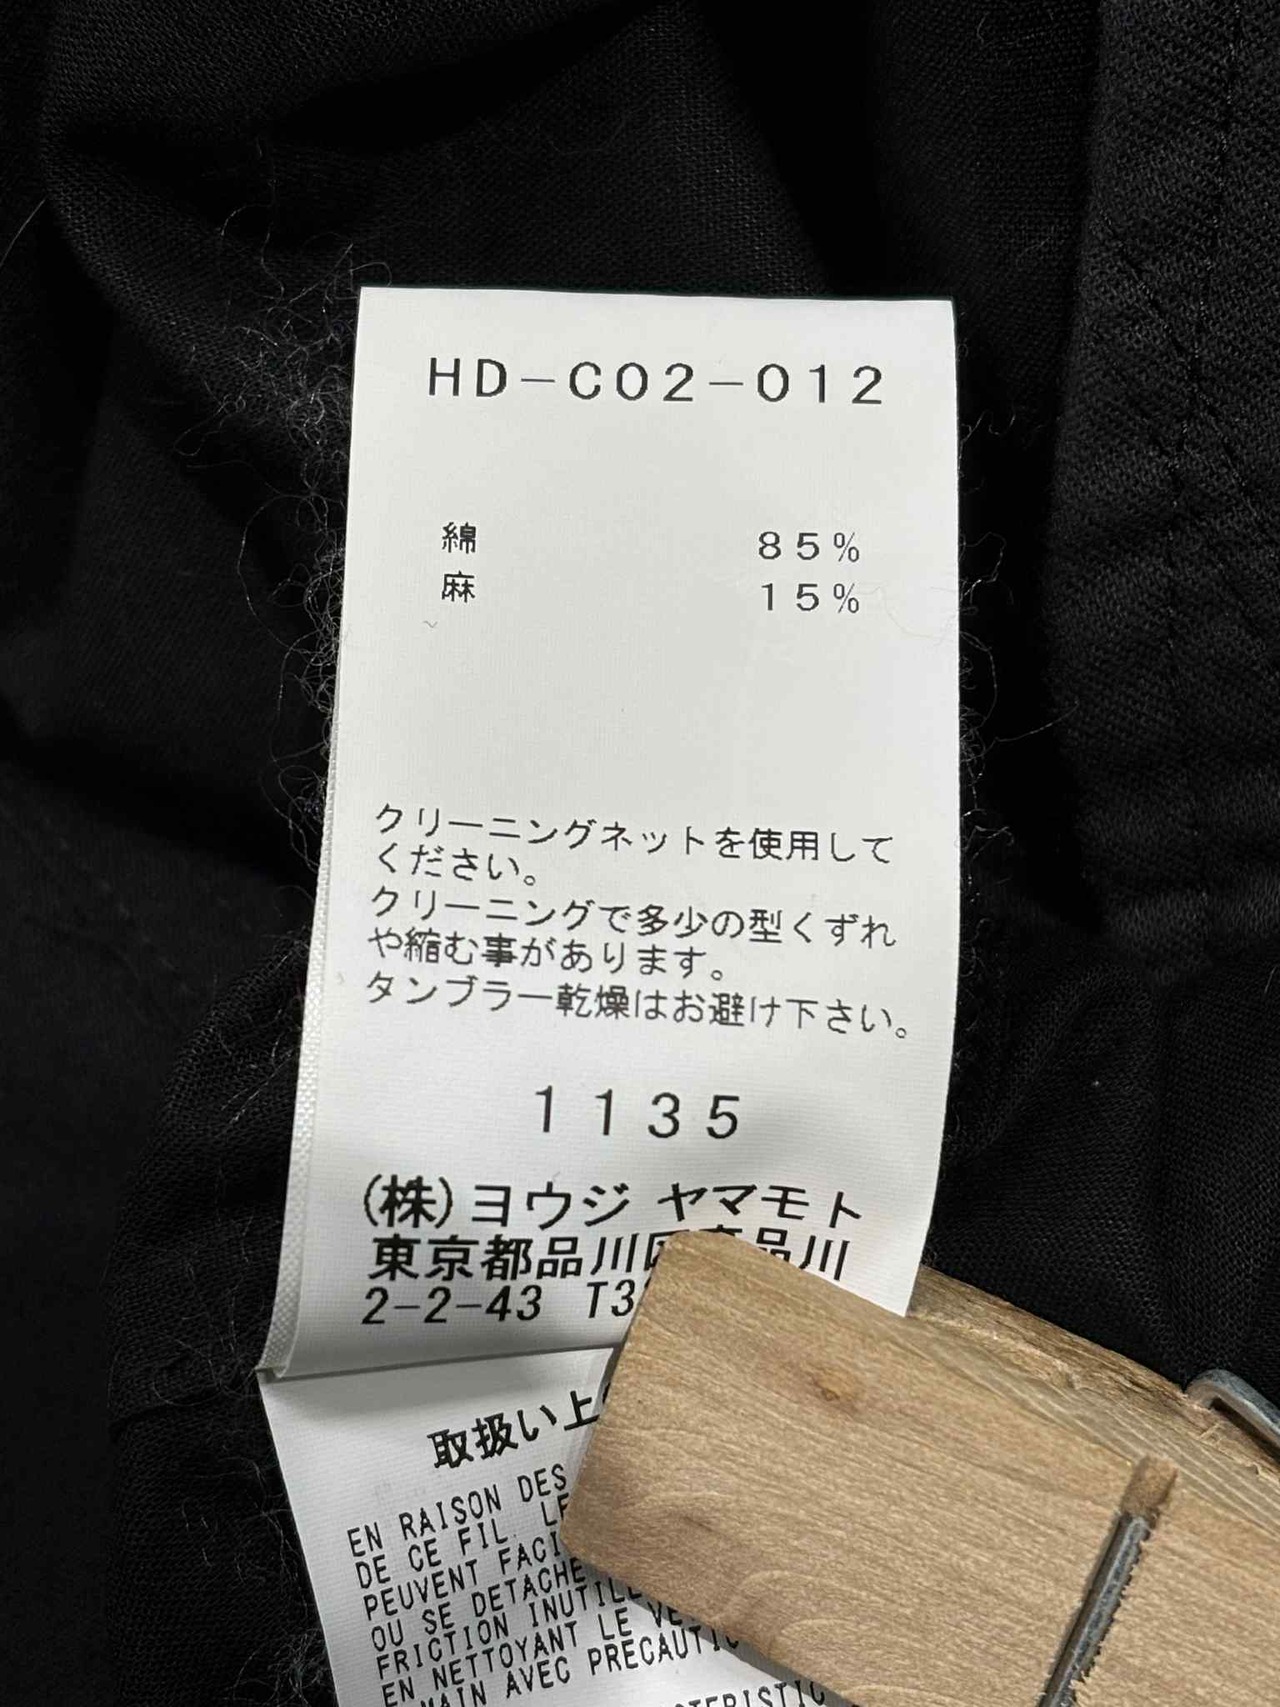 HD-C02-012
綿 85%
麻 15%
クリーニングネットを使用して
ください。
クリーニングで多少の型くずれ
や縮む事があります。
タンブラー乾燥はお避け下さい。
1135
(株)ヨウジ ヤマモト
東京都品川区東品川
2-2-43
取扱い上
EN RAISON DES
DE CE FIL
PEUVENT
OU SE
FRICTION
EN NETTOYANT LE
MAIN AVEC